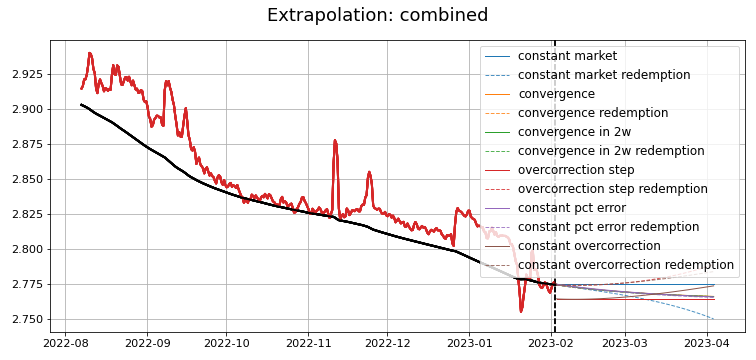 Extrapolation: combined
2.925
2.900
2.875
2.850
2.825
2.800
2.775
2.750
constant market
constant market redemption
convergence
convergence redemption
convergence in 2w
convergence in 2w redemption
overcorrection step
overcorrection step redemption
constant pct error
constant pct error redemption
constant overcorrection
constant overcorrection redemption
2022-08 2022-09 2022-10 2022-11 2022-12 2023-01 2023-02 2023-03 2023-04